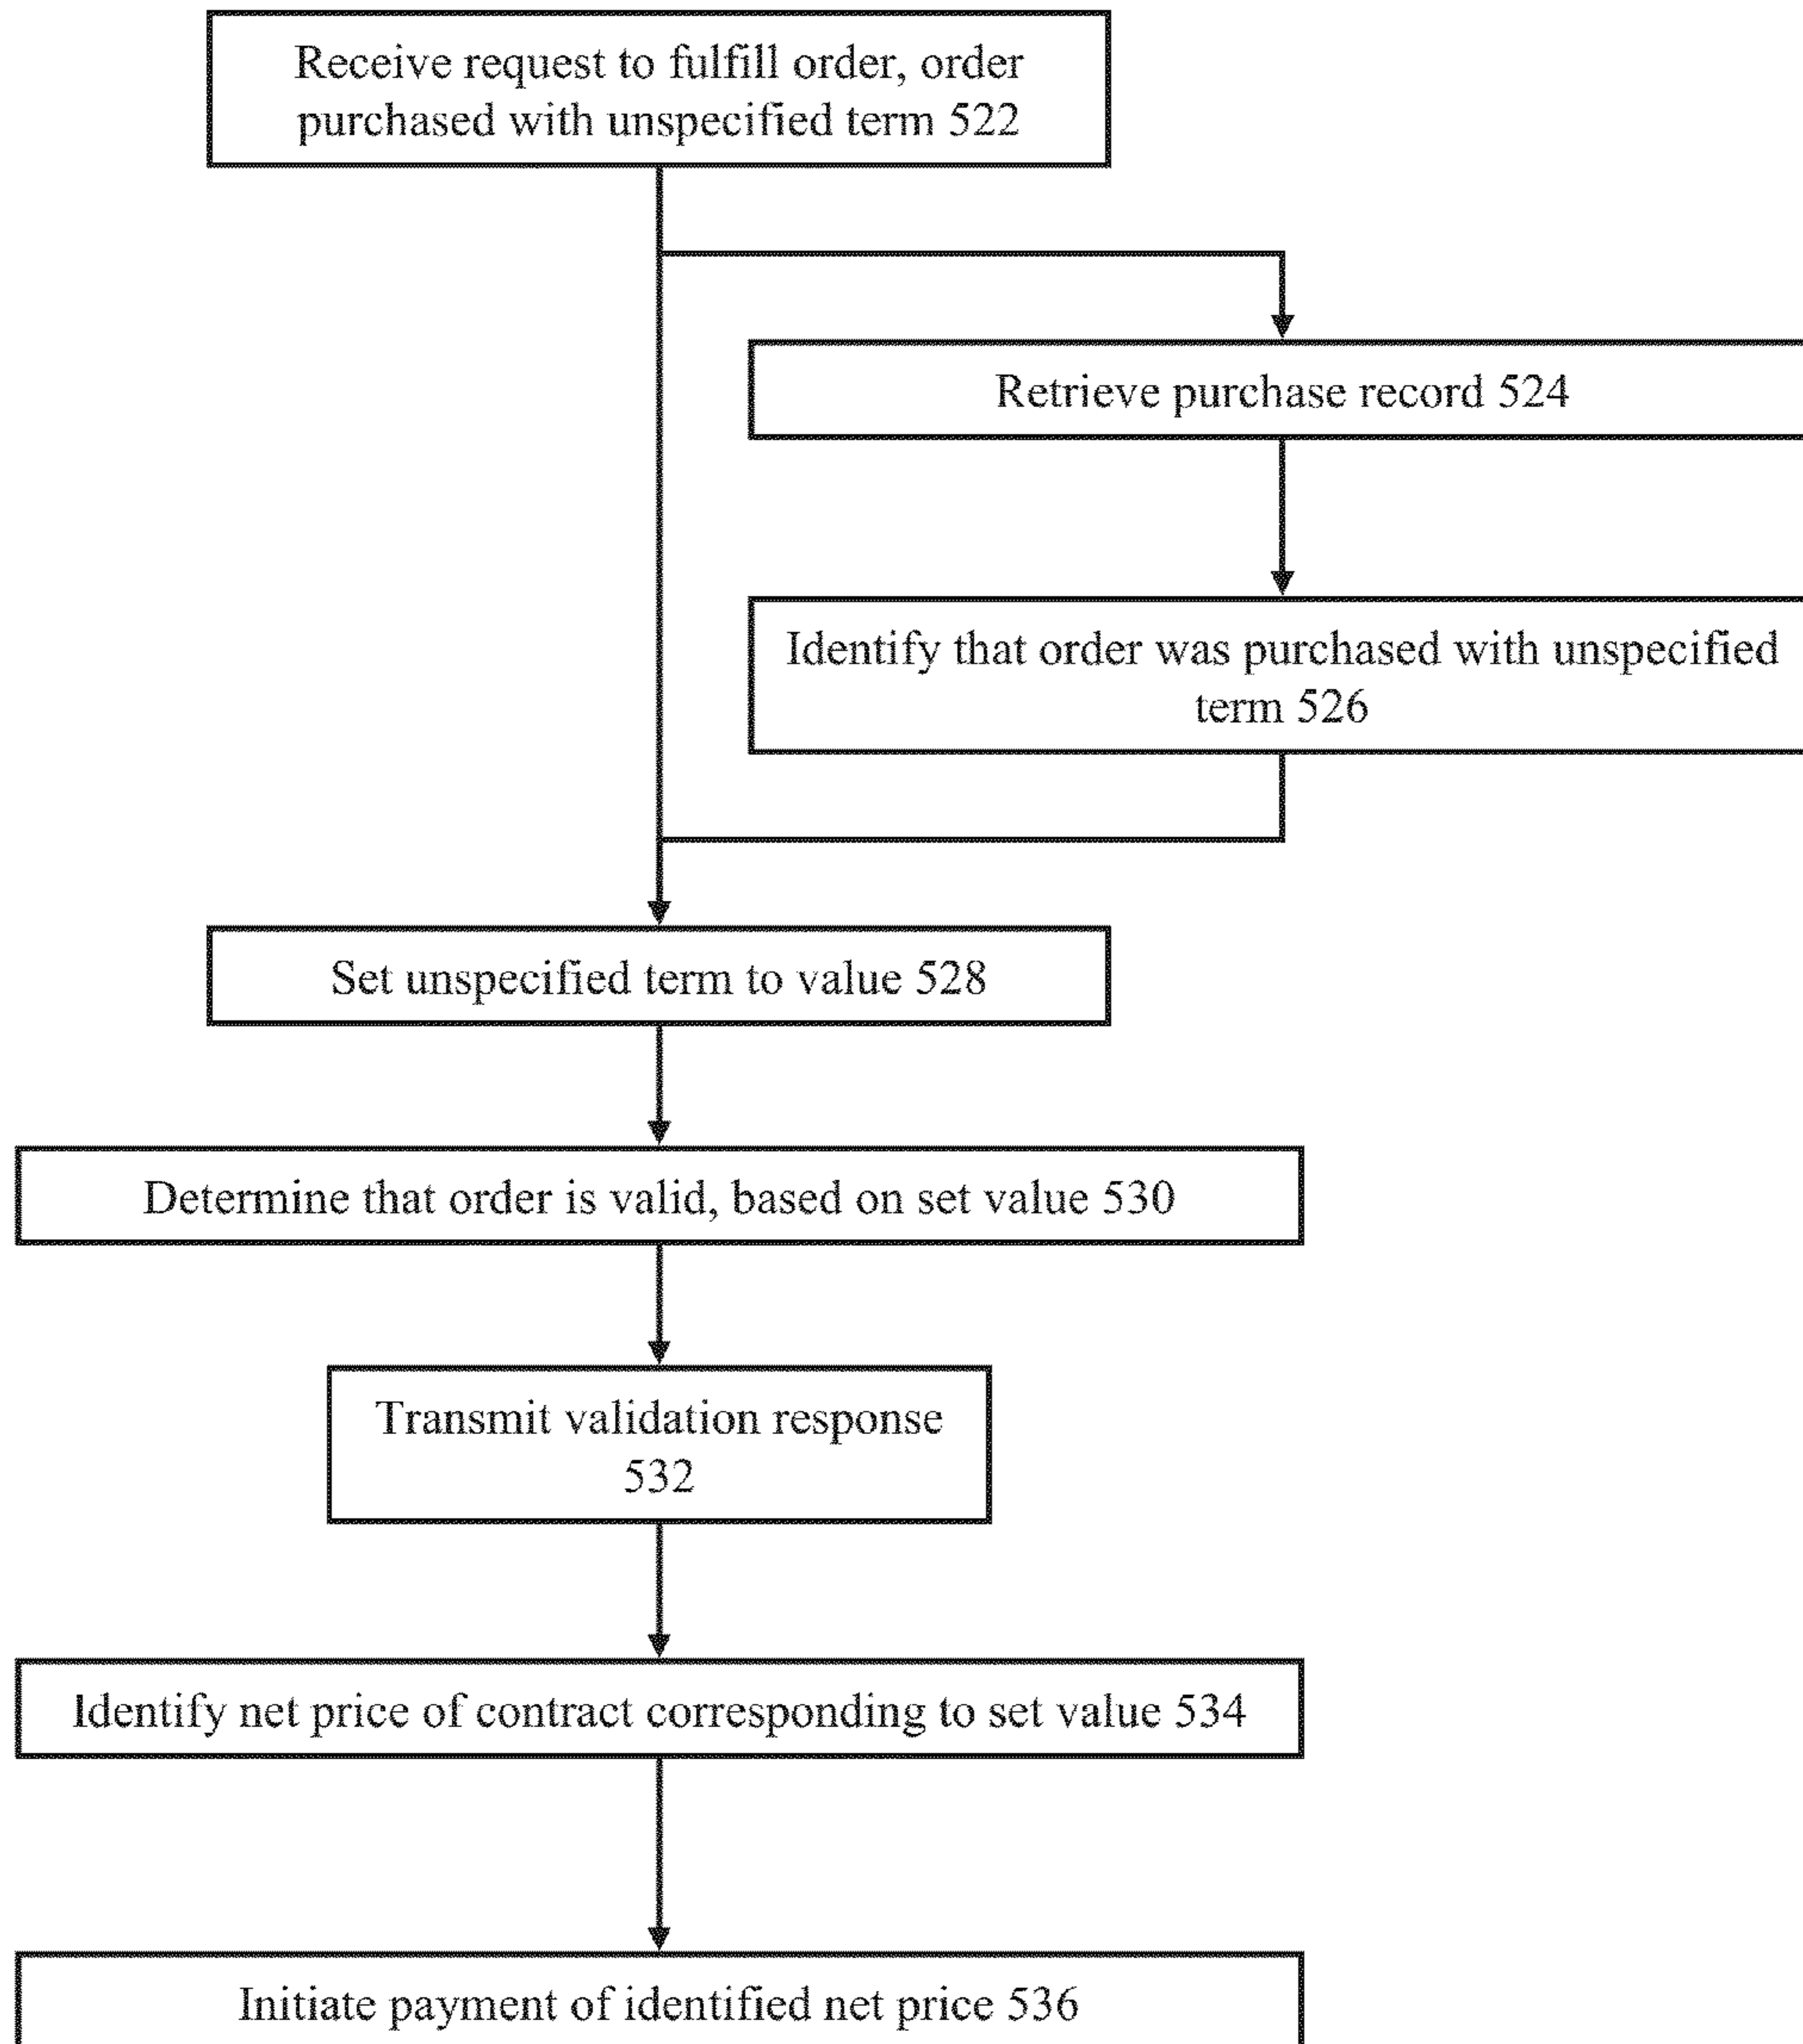 Receive request to fulfill order, order
purchased with unspecified term 522
Retrieve purchase record 524
Identify that order was purchased with unspecified
term 526
Set unspecified term to value 528
Determine that order is valid, based on set value 530
Transmit validation response
532
Identify net price of contract corresponding to set value 534
Initiate payment of identified net price 536